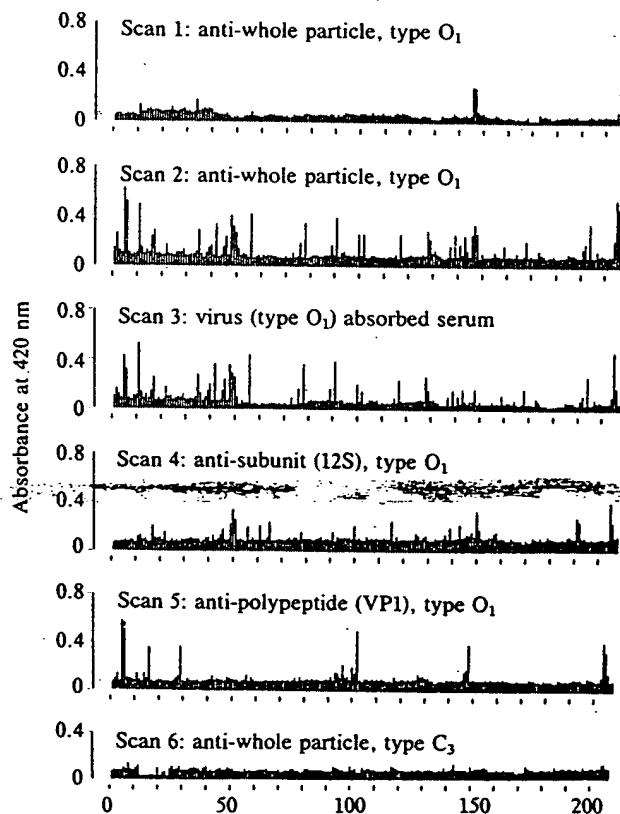 0.8
Scan 1: anti-whole particle, type O₁
0.4
0
0.8
Scan 2: anti-whole particle, type O₁
0.4
0
0.8
Scan 3: virus (type O₁) absorbed serum
0.4
0
Absorbance at 420 nm
0.8
Scan 4: anti-subunit (12S), type O₁
0.4
0
0.8
Scan 5: anti-polypeptide (VP1), type O₁
0.4
0
0.4
Scan 6: anti-whole particle, type C₃
0
0 50 100 150 200